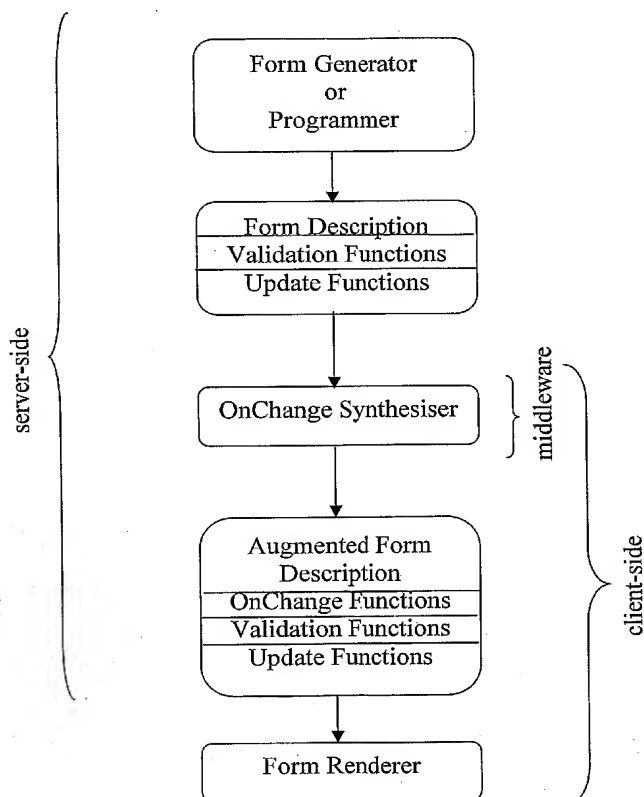 Form Generator
or
Programmer
Form Description
Validation Functions
Update Functions
OnChange Synthesiser
Augmented Form
Description
OnChange Functions
Validation Functions
Update Functions
Form Renderer
server-side
middleware
client-side